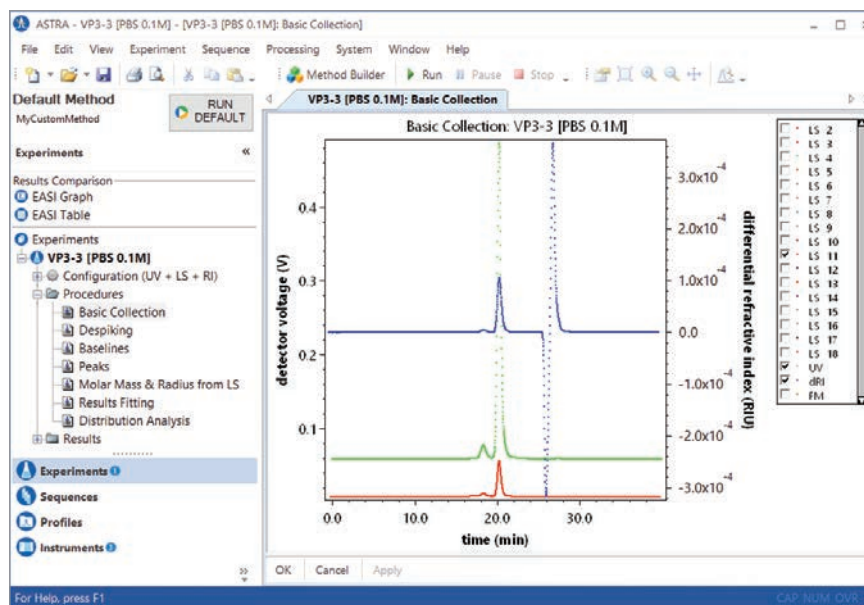 ASTRA - VP3-3 [PBS 0.1M] - [VP3-3 [PBS 0.1M]: Basic Collection]
File Edit View Experiment Sequence Processing System Window Help
Method Builder Run Pause Stop
Default Method
MyCustomMethod
RUN
DEFAULT
Experiments
Results Comparison
EASI Graph
EASI Table
Experiments
VP3-3 [PBS 0.1M]
Configuration (UV + LS + RI)
Procedures
Basic Collection
Despiking
Baselines
Peaks
Molar Mass & Radius from LS
Results Fitting
Distribution Analysis
Results
Experiments
Sequences
Profiles
Instruments
VP3-3 [PBS 0.1M]: Basic Collection
Basic Collection: VP3-3 [PBS 0.1M]
detector voltage (V)
0.4
0.3
0.2
0.1
0.0 10.0 20.0 30.0
time (min)
3.0x10⁻⁴
2.0x10⁻⁴
1.0x10⁻⁴
0.0
-1.0x10⁻⁴
-2.0x10⁻⁴
-3.0x10⁻⁴
differential refractive index (RIU)
LS 2
LS 3
LS 4
LS 5
LS 6
LS 7
LS 8
LS 9
LS 10
LS 11
LS 12
LS 13
LS 14
LS 15
LS 16
LS 17
LS 18
UV
dRI
FM
OK Cancel Apply
For Help, press F1
CAP NUM OVR